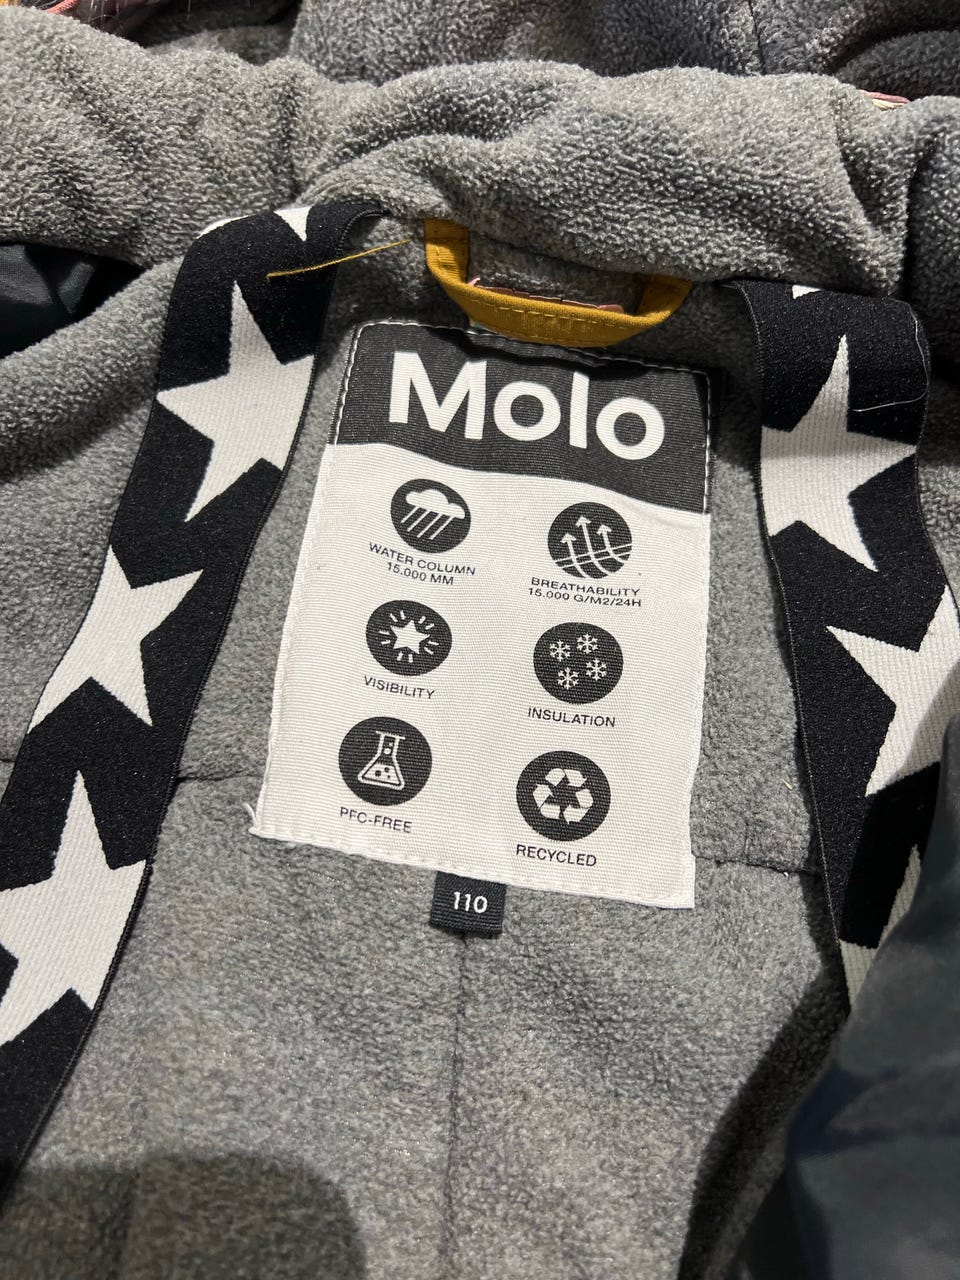 Molo
WATER COLUMN
15.000 MM
BREATHABILITY
15.000 G/M2/24H
VISIBILITY
INSULATION
PFC-FREE
RECYCLED
110